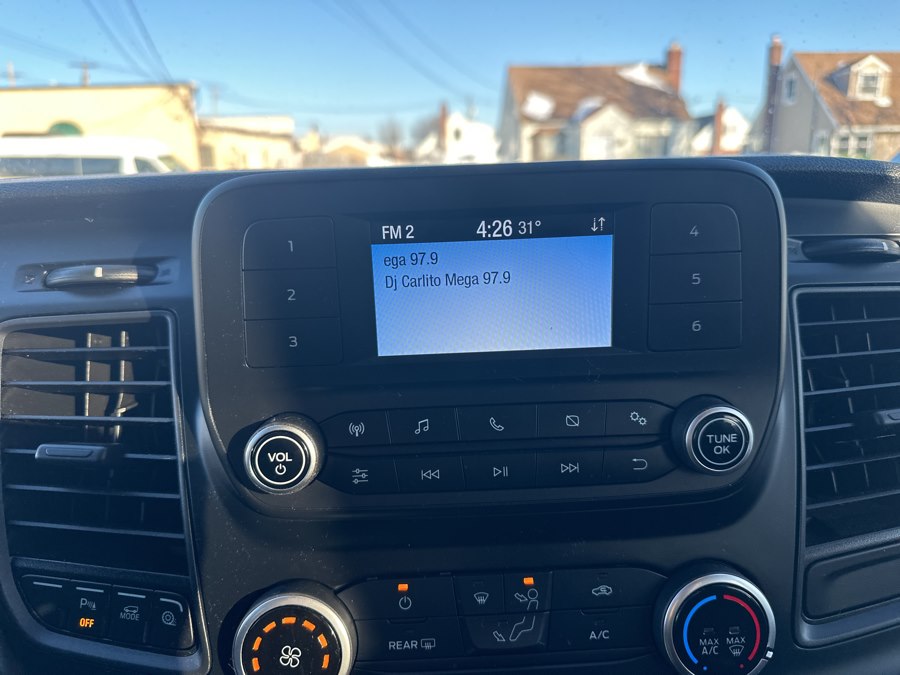 FM 2 4:26 31°
ega 97.9
Dj Carlito Mega 97.9
1
2
3
4
5
6
VOL
TUNE
OK
OFF
MODE
REAR
A/C
MAX
A/C
MAX